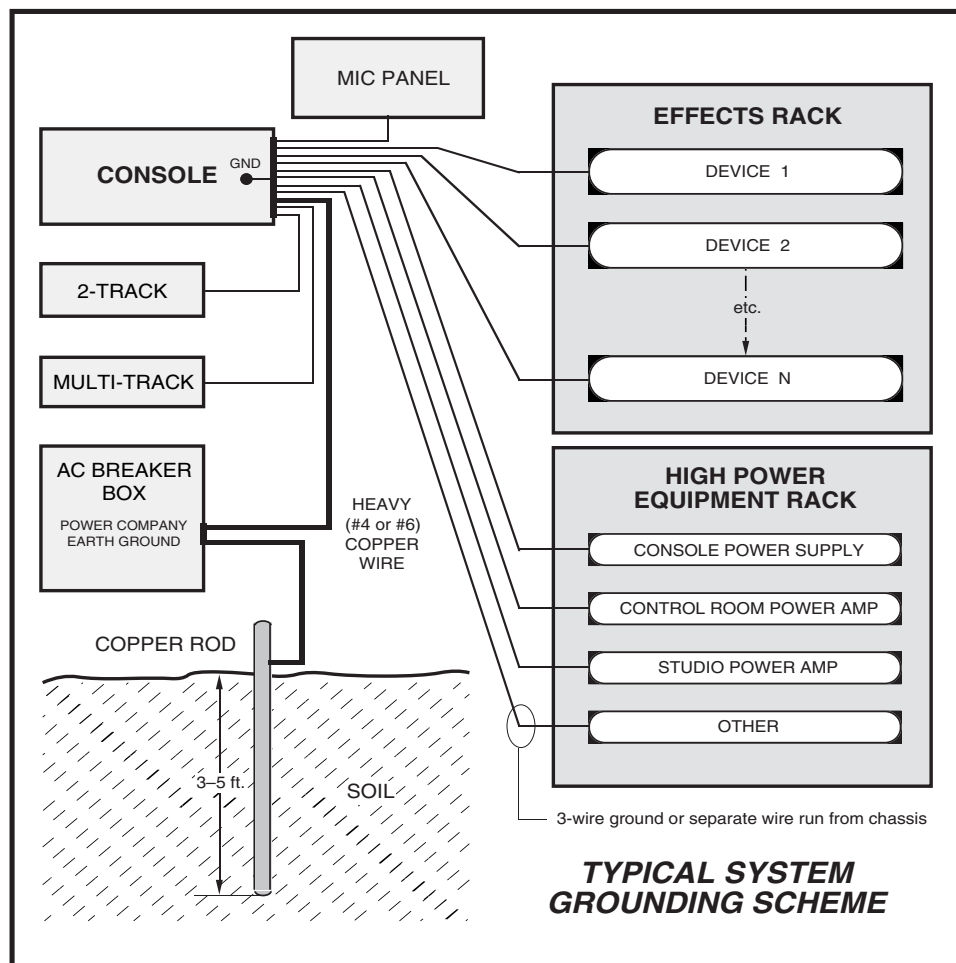 MIC PANEL
CONSOLE
GND
2-TRACK
MULTI-TRACK
AC BREAKER
BOX
POWER COMPANY
EARTH GROUND
HEAVY
(#4 or #6)
COPPER
WIRE
COPPER ROD
3–5 ft.
SOIL
EFFECTS RACK
DEVICE 1
DEVICE 2
etc.
DEVICE N
HIGH POWER
EQUIPMENT RACK
CONSOLE POWER SUPPLY
CONTROL ROOM POWER AMP
STUDIO POWER AMP
OTHER
3-wire ground or separate wire run from chassis
TYPICAL SYSTEM
GROUNDING SCHEME